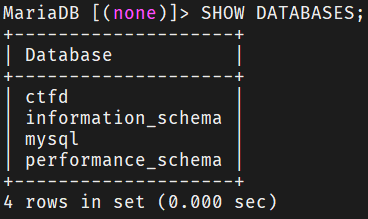 MariaDB [(none)]> SHOW DATABASES;
+--------------------+
| Database           |
+--------------------+
| ctfd               |
| information_schema |
| mysql              |
| performance_schema |
+--------------------+
4 rows in set (0.000 sec)